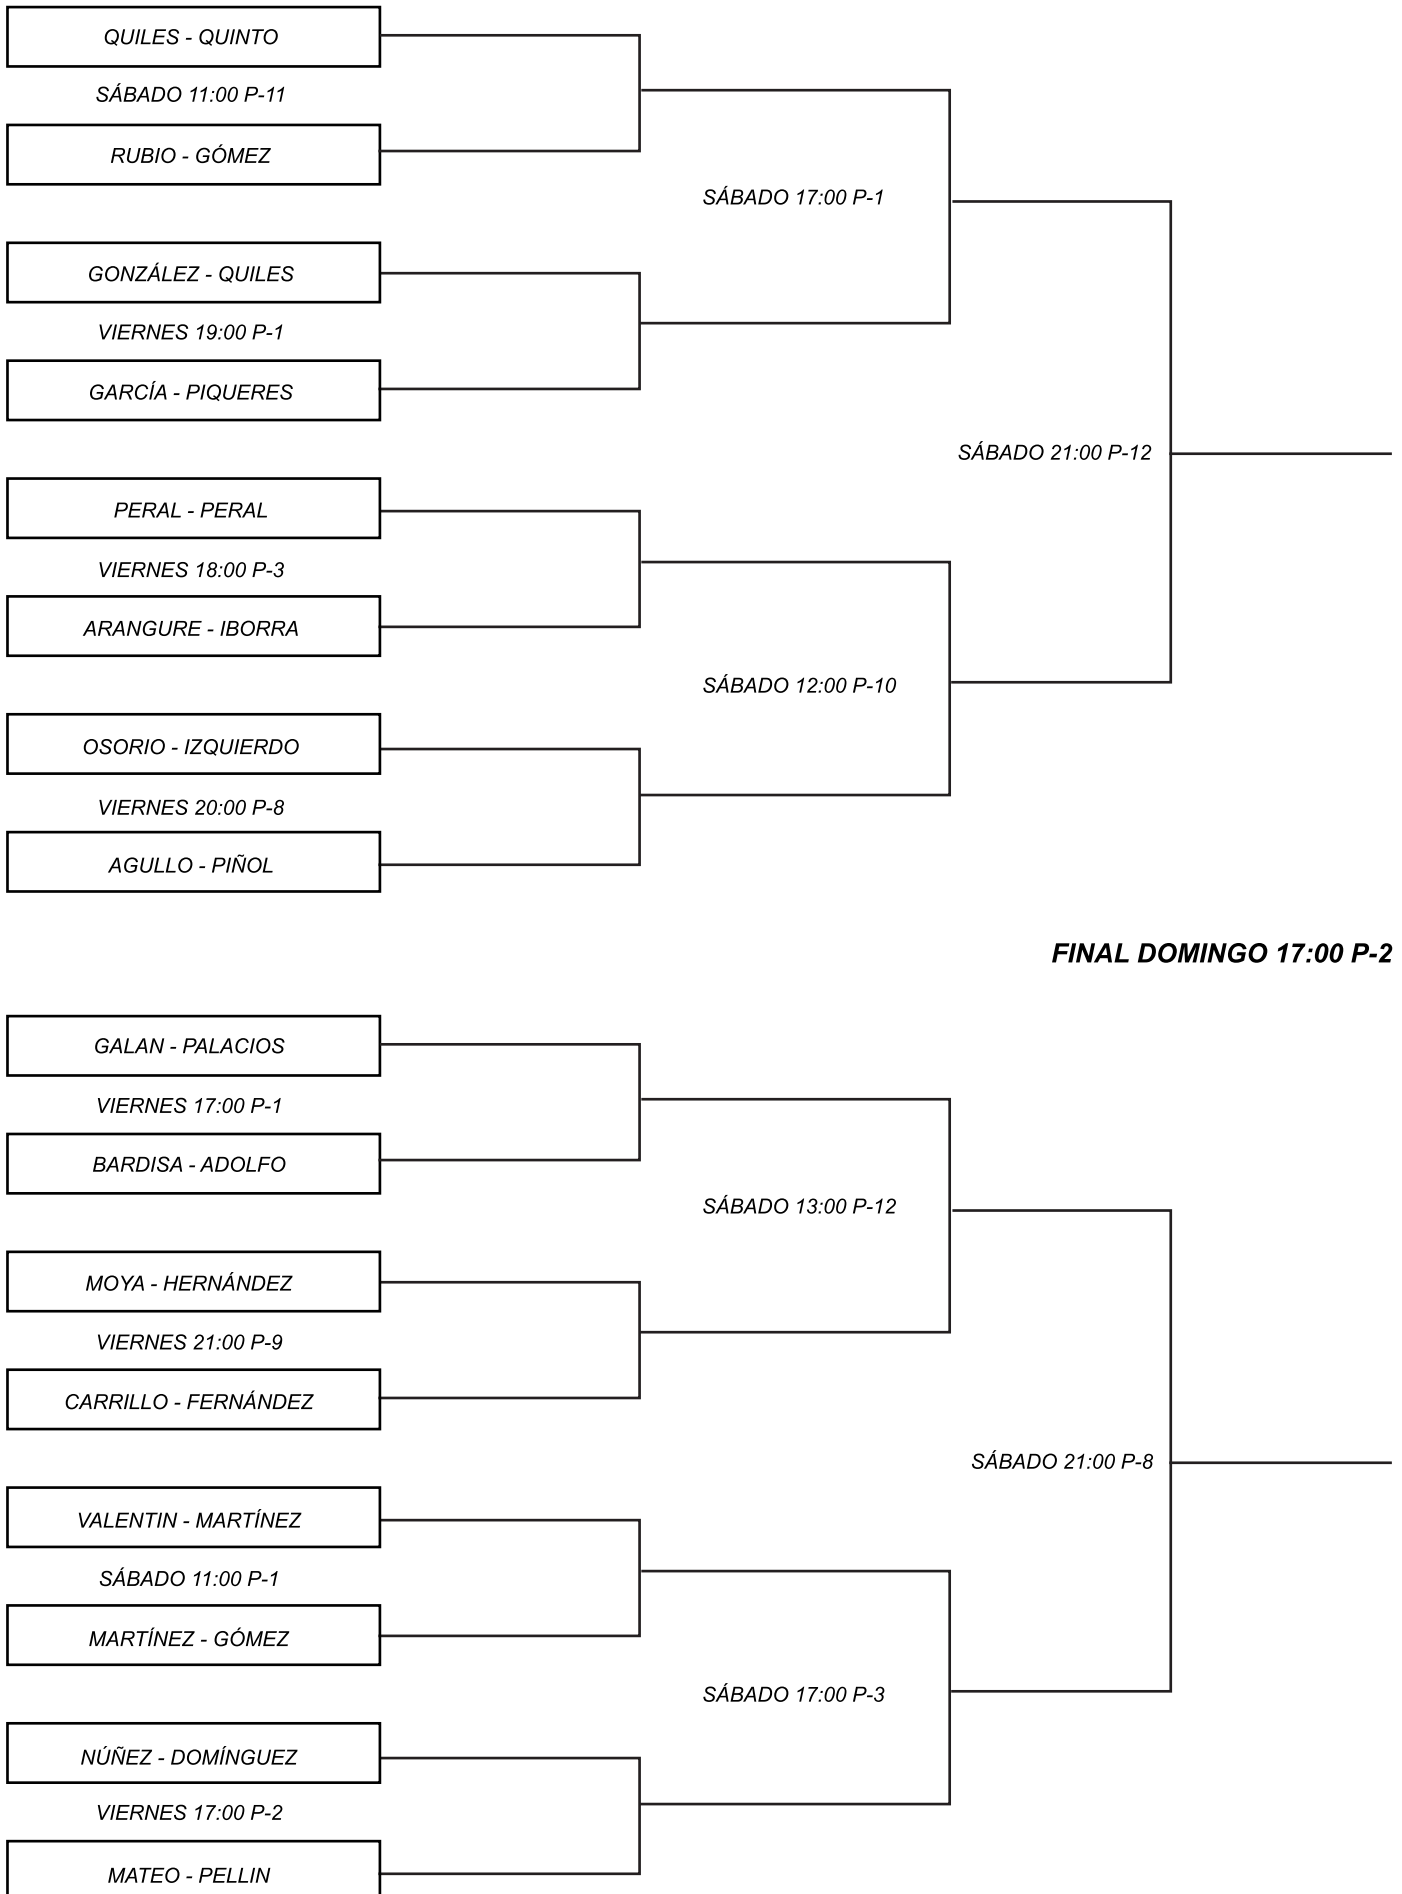 QUILES - QUINTO
SÁBADO 11:00 P-11
RUBIO - GÓMEZ
SÁBADO 17:00 P-1
GONZÁLEZ - QUILES
VIERNES 19:00 P-1
GARCÍA - PIQUERES
SÁBADO 21:00 P-12
PERAL - PERAL
VIERNES 18:00 P-3
ARANGURE - IBORRA
SÁBADO 12:00 P-10
OSORIO - IZQUIERDO
VIERNES 20:00 P-8
AGULLO - PIÑOL
FINAL DOMINGO 17:00 P-2
GALAN - PALACIOS
VIERNES 17:00 P-1
BARDISA - ADOLFO
SÁBADO 13:00 P-12
MOYA - HERNÁNDEZ
VIERNES 21:00 P-9
CARRILLO - FERNÁNDEZ
SÁBADO 21:00 P-8
VALENTIN - MARTÍNEZ
SÁBADO 11:00 P-1
MARTÍNEZ - GÓMEZ
SÁBADO 17:00 P-3
NÚÑEZ - DOMÍNGUEZ
VIERNES 17:00 P-2
MATEO - PELLIN